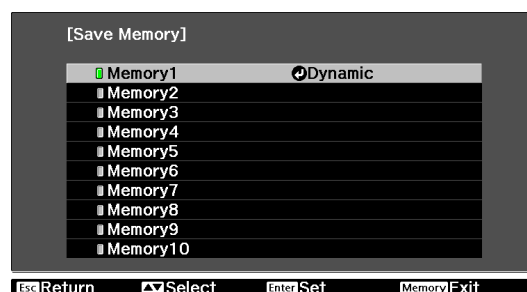 [Save Memory]
Memory1 Dynamic
Memory2
Memory3
Memory4
Memory5
Memory6
Memory7
Memory8
Memory9
Memory10
Esc Return Select Enter Set Memory Exit